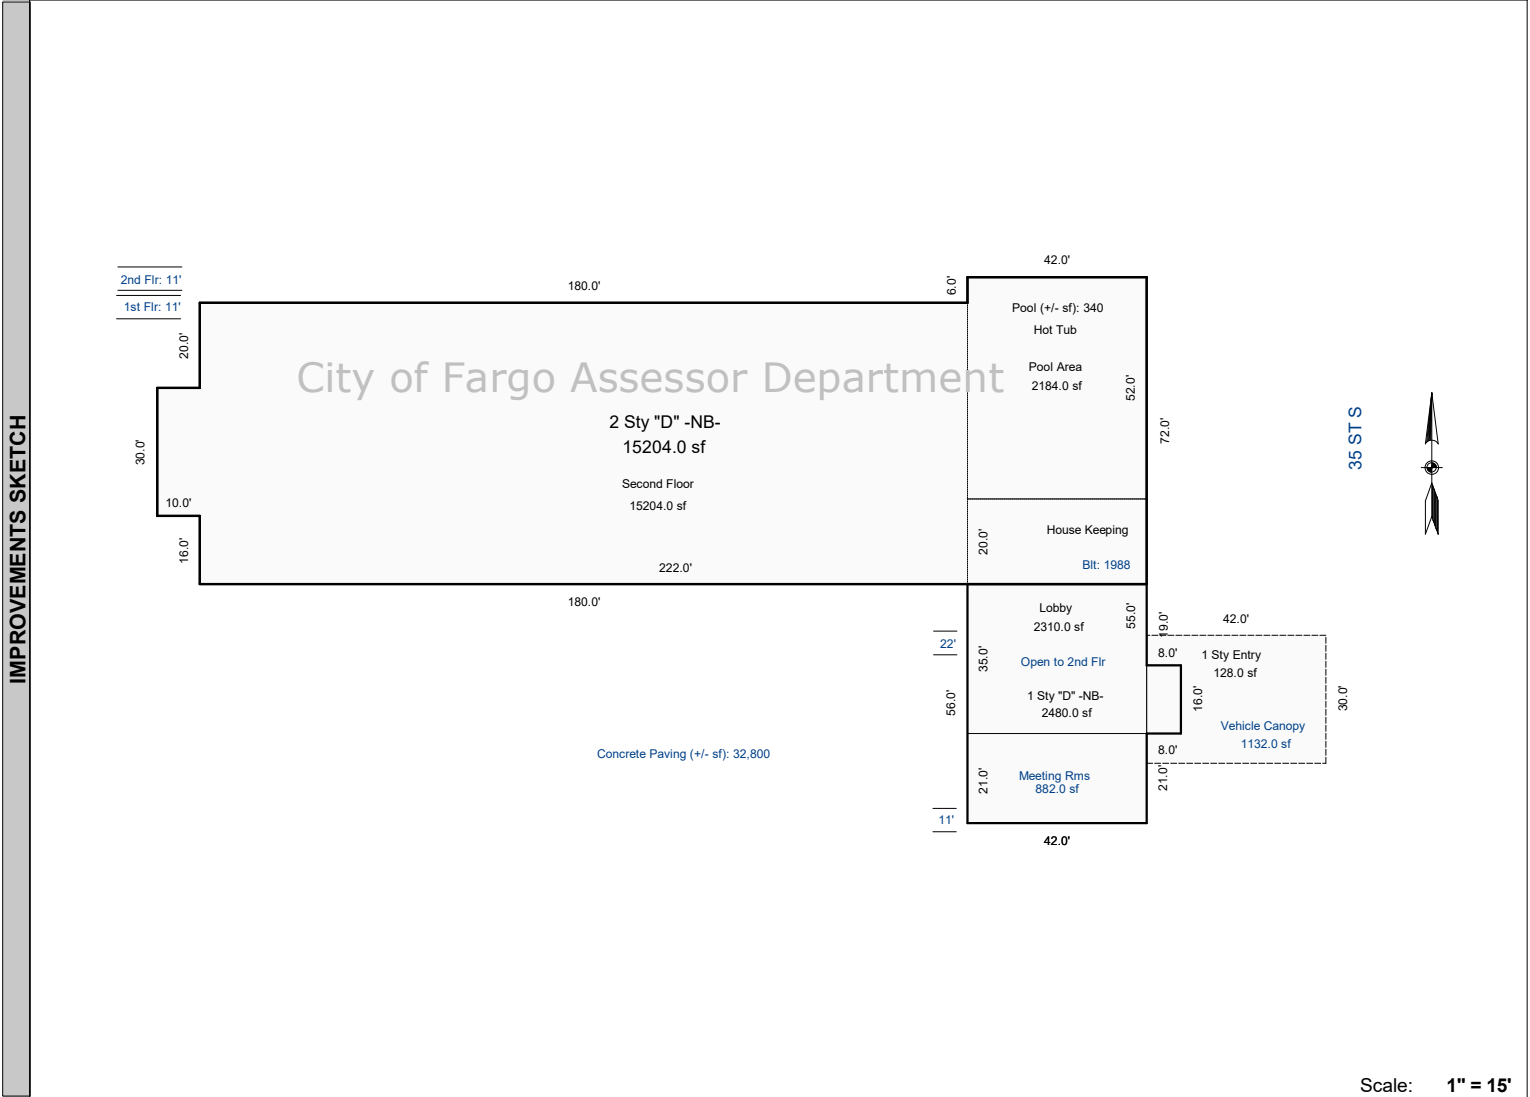 IMPROVEMENTS SKETCH
42.0'
2nd Flr: 11'
180.0'
6.0'
1st Flr: 11'
Pool (+/- sf): 340
Hot Tub
20.0'
City of Fargo Assessor Department
Pool Area
2184.0 sf
52.0'
2 Sty "D" -NB-
15204.0 sf
72.0'
35 ST S
30.0'
Second Floor
15204.0 sf
10.0'
16.0'
20.0'
House Keeping
222.0'
Blt: 1988
180.0'
Lobby
2310.0 sf
55.0'
19.0'
42.0'
22'
35.0'
Open to 2nd Flr
8.0'
1 Sty Entry
128.0 sf
56.0'
1 Sty "D" -NB-
2480.0 sf
16.0'
30.0'
Vehicle Canopy
1132.0 sf
Concrete Paving (+/- sf): 32,800
8.0'
21.0'
Meeting Rms
882.0 sf
21.0'
11'
42.0'
Scale: 1" = 15'